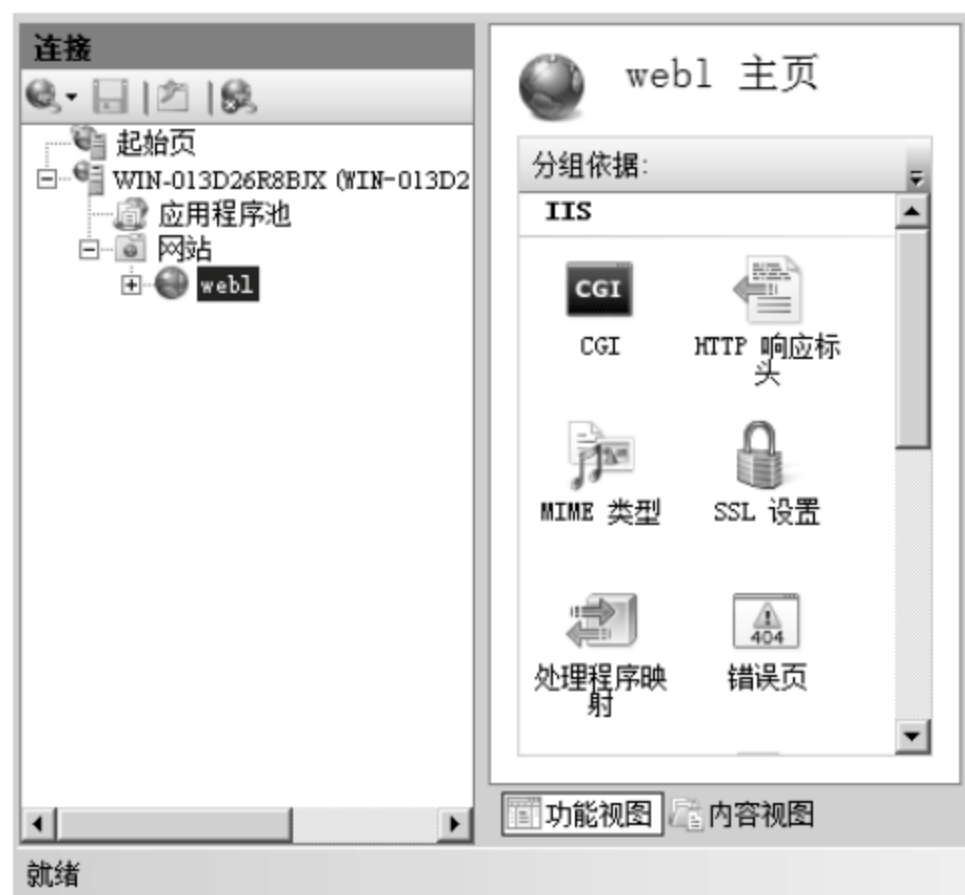 连接
起始页
WIN-013D26R8BJX (WIN-013D2
应用程序池
网站
web1
web1 主页
分组依据:
IIS
CGI
CGI
HTTP 响应标
头
MIME 类型
SSL 设置
处理程序映
射
404
错误页
功能视图
内容视图
就绪